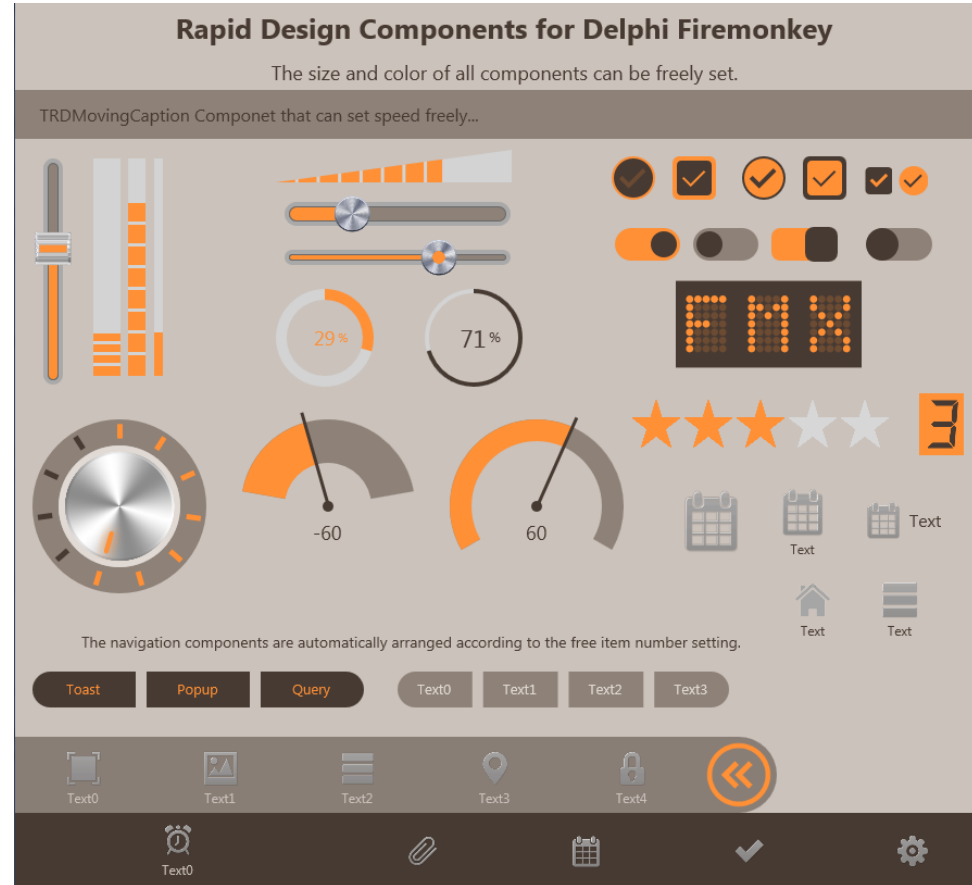 Rapid Design Components for Delphi Firemonkey
The size and color of all components can be freely set.
TRDMovingCaption Componet that can set speed freely...
29 %
71 %
FMX
3
-60
60
Text
Text
Text
Text
The navigation components are automatically arranged according to the free item number setting.
Toast Popup Query Text0 Text1 Text2 Text3
Text0 Text1 Text2 Text3 Text4
Text0